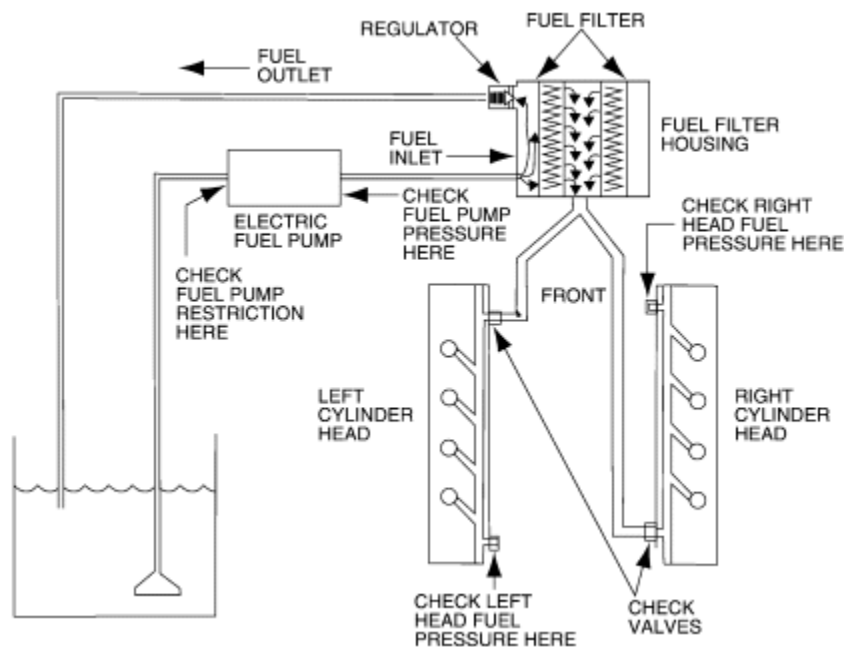 REGULATOR
FUEL FILTER
FUEL
OUTLET
FUEL
INLET
FUEL FILTER
HOUSING
ELECTRIC
FUEL PUMP
CHECK
FUEL PUMP
PRESSURE
HERE
CHECK RIGHT
HEAD FUEL
PRESSURE HERE
CHECK
FUEL PUMP
RESTRICTION
HERE
FRONT
LEFT
CYLINDER
HEAD
RIGHT
CYLINDER
HEAD
CHECK LEFT
HEAD FUEL
PRESSURE HERE
CHECK
VALVES